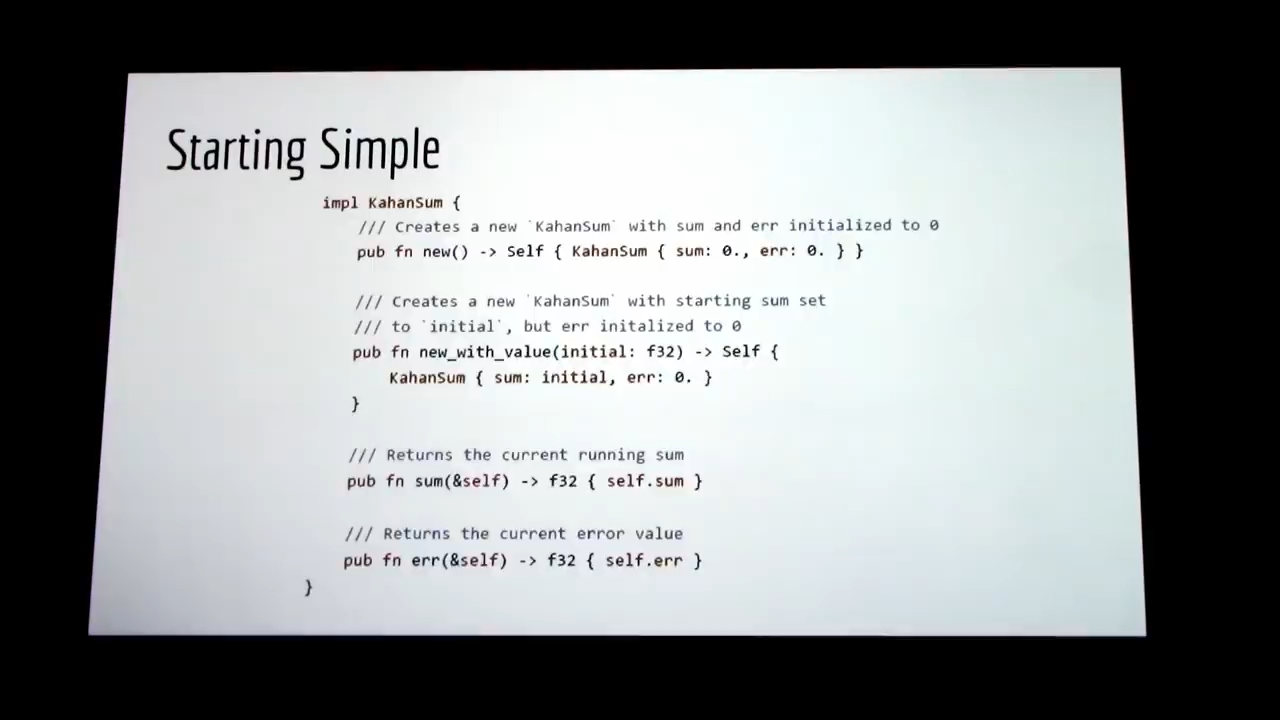 Starting Simple
impl KahanSum {
/// Creates a new `KahanSum` with sum and err initialized to 0
pub fn new() -> Self { KahanSum { sum: 0., err: 0. } }
/// Creates a new `KahanSum` with starting sum set
/// to `initial`, but err initalized to 0
pub fn new_with_value(initial: f32) -> Self {
KahanSum { sum: initial, err: 0. }
}
/// Returns the current running sum
pub fn sum(&self) -> f32 { self.sum }
/// Returns the current error value
pub fn err(&self) -> f32 { self.err }
}